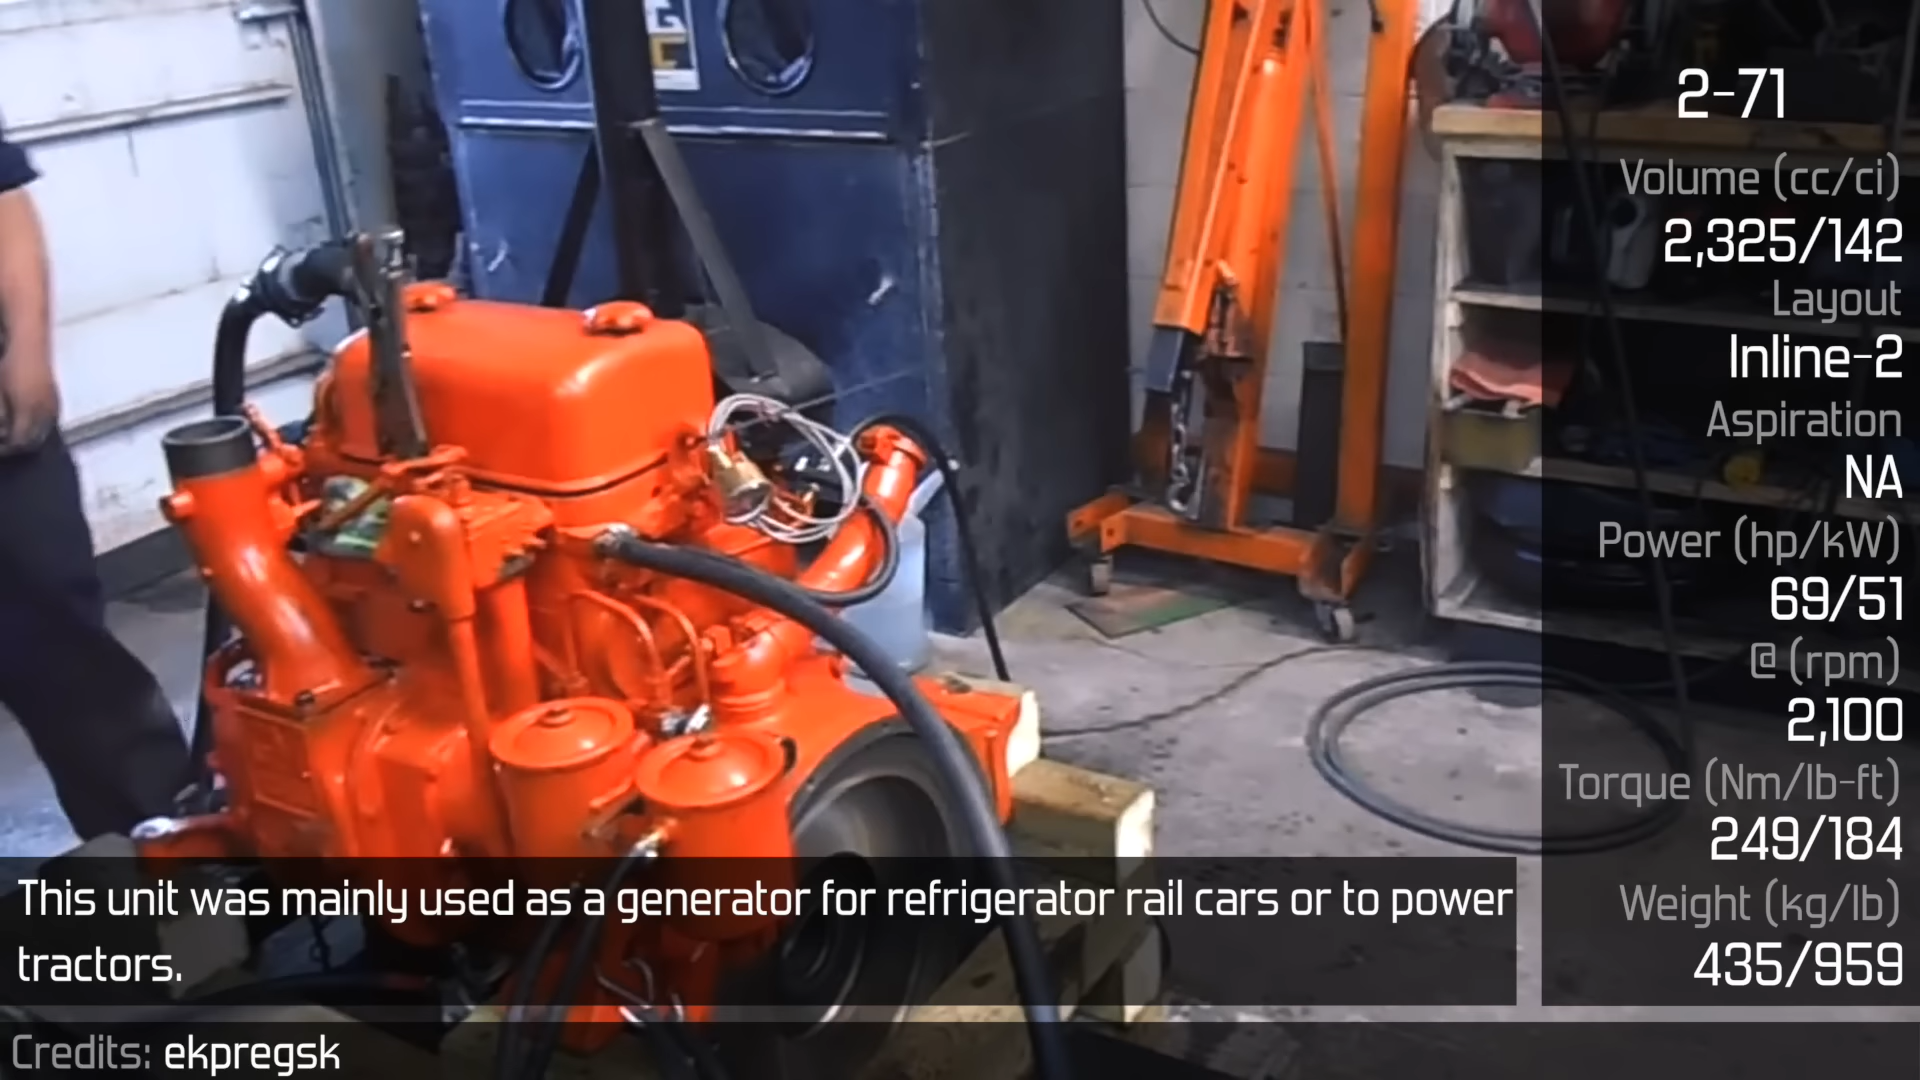 2-71
Volume (cc/ci)
2,325/142
Layout
Inline-2
Aspiration
NA
Power (hp/kW)
69/51
@ (rpm)
2,100
Torque (Nm/lb-ft)
249/184
Weight (kg/lb)
435/959
This unit was mainly used as a generator for refrigerator rail cars or to power
tractors.
Credits: ekpregsk